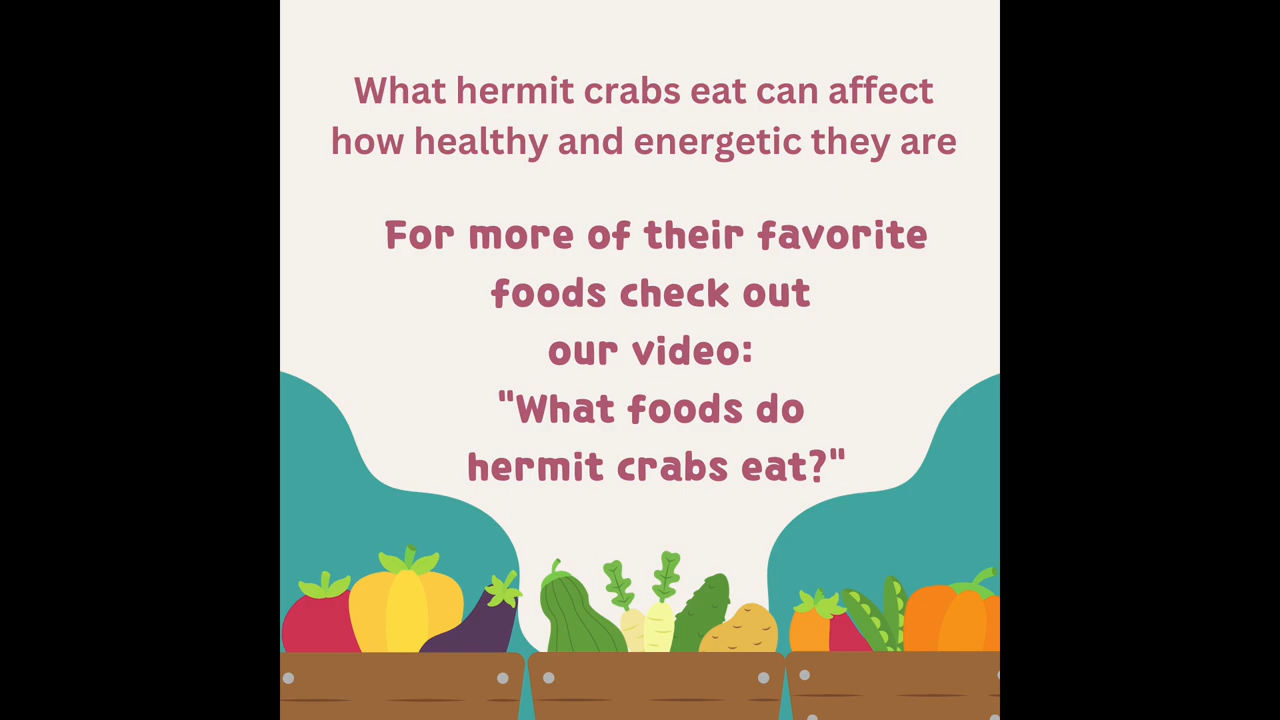 What hermit crabs eat can affect
how healthy and energetic they are
For more of their favorite
foods check out
our video:
"What foods do
hermit crabs eat?"